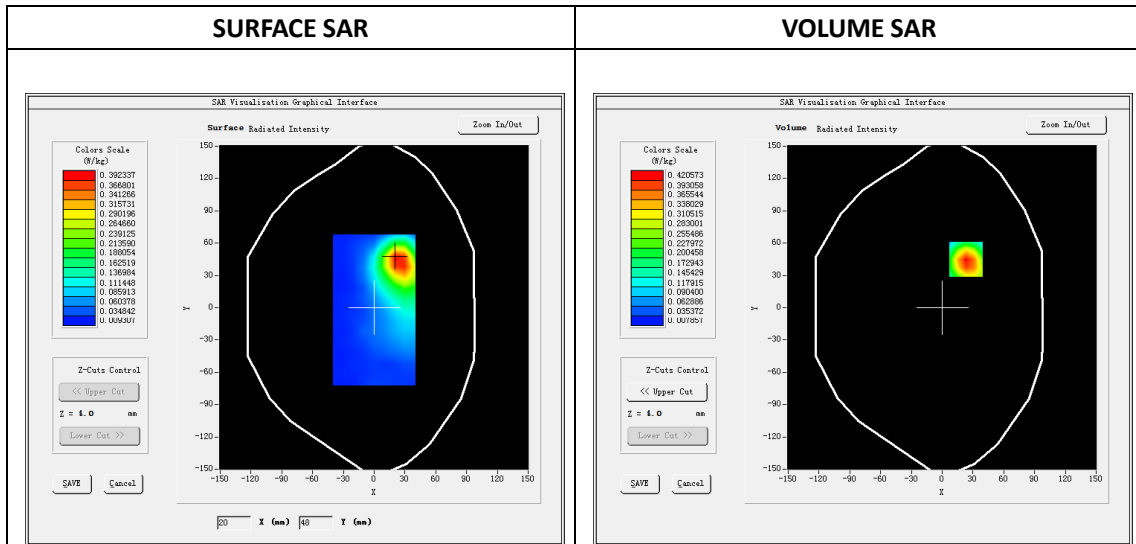 SURFACE SAR
VOLUME SAR
SAR Visualisation Graphical Interface
Surface Radiated Intensity
Zoom In/Out
Colors Scale
(W/kg)
0.392337
0.366801
0.341266
0.315731
0.290196
0.264660
0.239125
0.213590
0.188054
0.162519
0.136984
0.111448
0.085913
0.060378
0.034842
0.009307
150
120
90
60
30
0
-30
-60
-90
-120
-150
Y
-150 -120 -90 -60 -30 0 30 60 90 120 150
X
Z-Cuts Control
<< Upper Cut
Z = 4.0 mm
Lower Cut >>
SAVE Cancel
20 X (mm) 48 Y (mm)
SAR Visualisation Graphical Interface
Volume Radiated Intensity
Zoom In/Out
Colors Scale
(W/kg)
0.420573
0.393058
0.365544
0.338029
0.310515
0.283001
0.255486
0.227972
0.200458
0.172943
0.145429
0.117915
0.090400
0.062886
0.035372
0.007857
150
120
90
60
30
0
-30
-60
-90
-120
-150
Y
-150 -120 -90 -60 -30 0 30 60 90 120 150
X
Z-Cuts Control
<< Upper Cut
Z = 4.0 mm
Lower Cut >>
SAVE Cancel